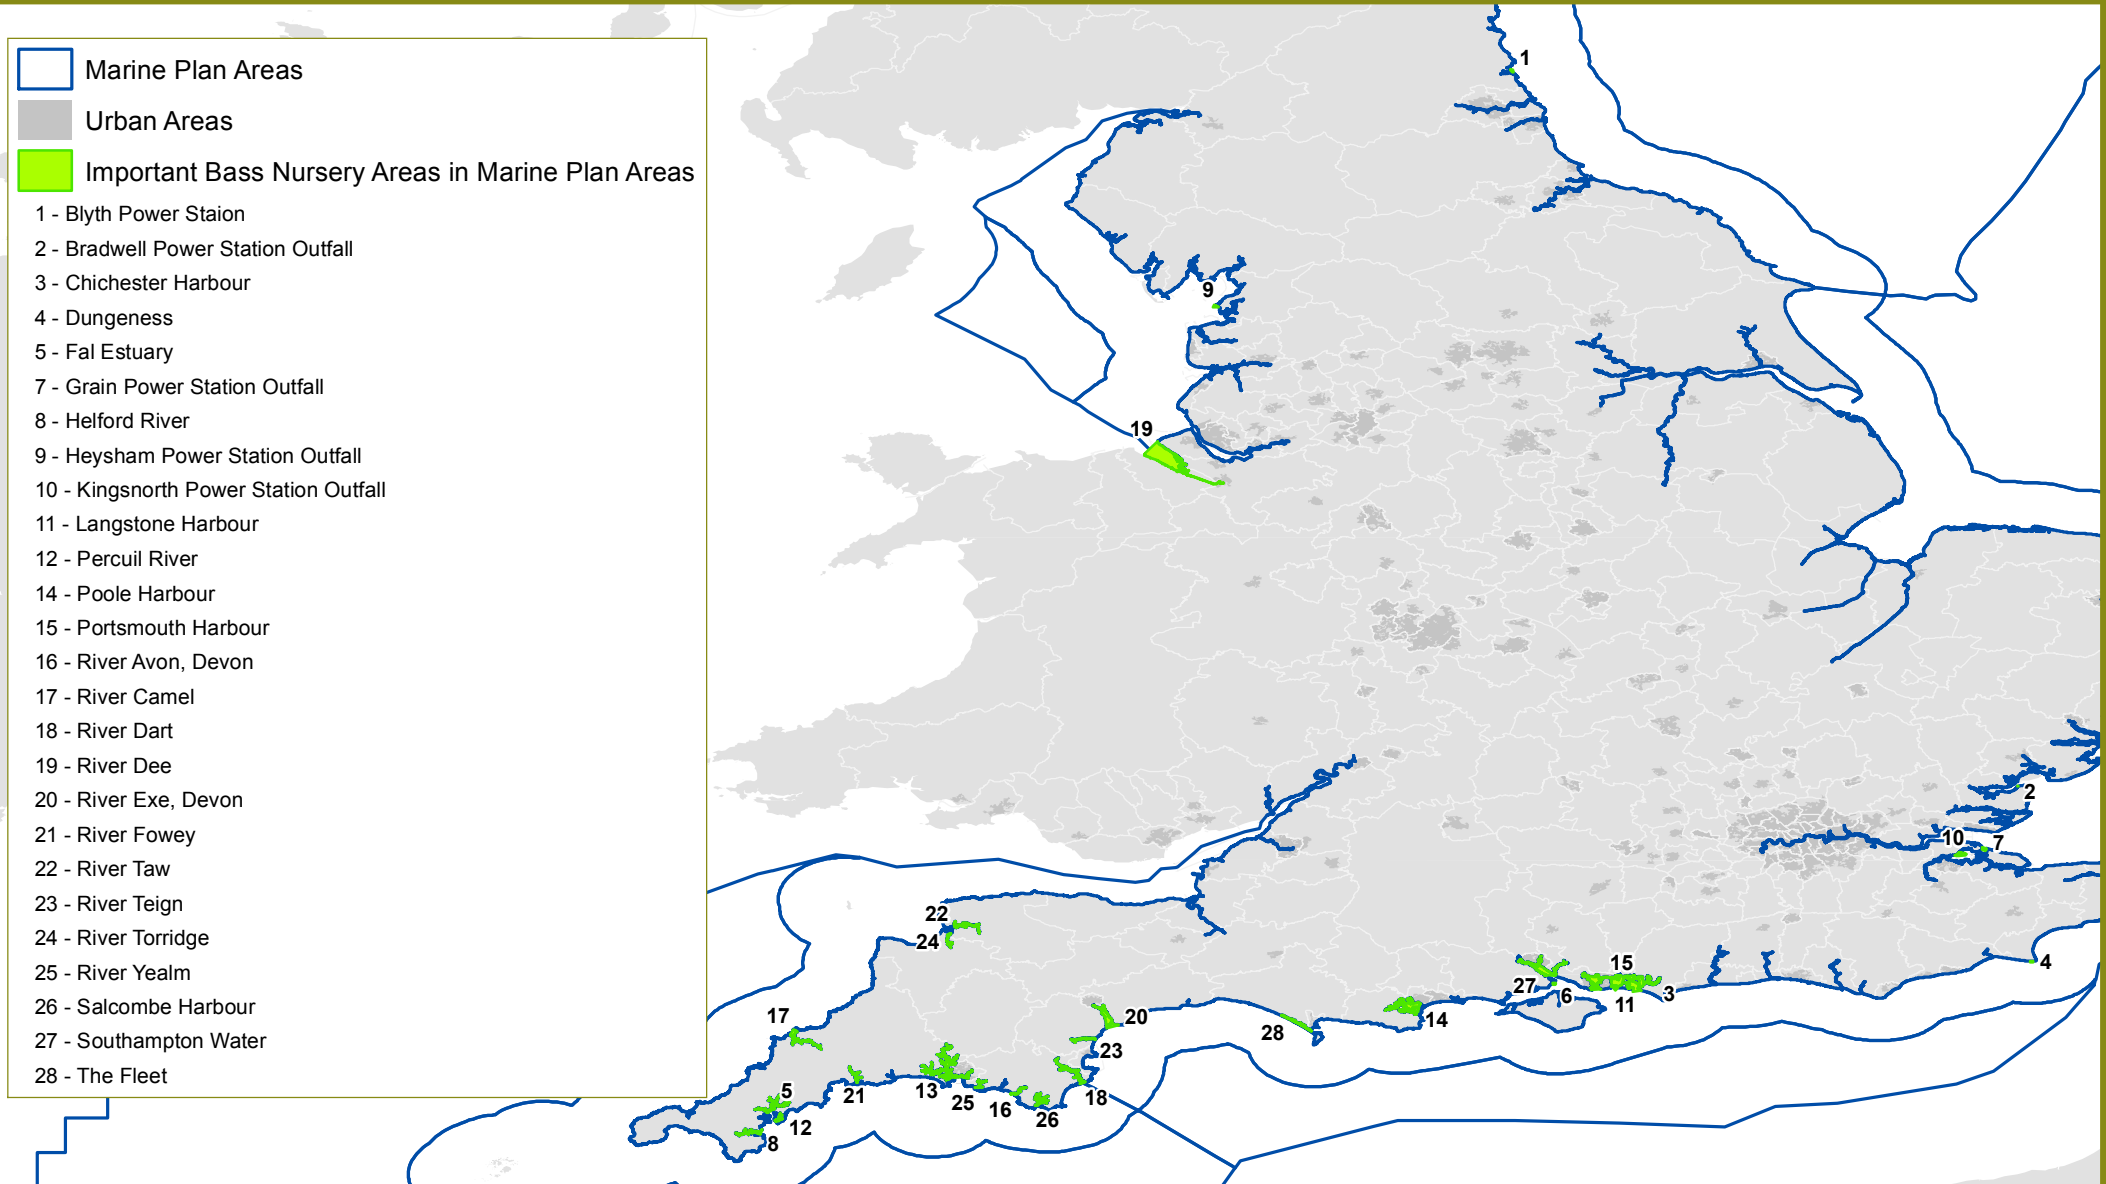 Marine Plan Areas
Urban Areas
Important Bass Nursery Areas in Marine Plan Areas
1 - Blyth Power Staion
2 - Bradwell Power Station Outfall
3 - Chichester Harbour
4 - Dungeness
5 - Fal Estuary
7 - Grain Power Station Outfall
8 - Helford River
9 - Heysham Power Station Outfall
10 - Kingsnorth Power Station Outfall
11 - Langstone Harbour
12 - Percuil River
14 - Poole Harbour
15 - Portsmouth Harbour
16 - River Avon, Devon
17 - River Camel
18 - River Dart
19 - River Dee
20 - River Exe, Devon
21 - River Fowey
22 - River Taw
23 - River Teign
24 - River Torridge
25 - River Yealm
26 - Salcombe Harbour
27 - Southampton Water
28 - The Fleet
1
9
19
2
10
7
22
24
15
4
27
6
3
11
17
20
14
28
23
5
21
13
25
16
18
26
12
8